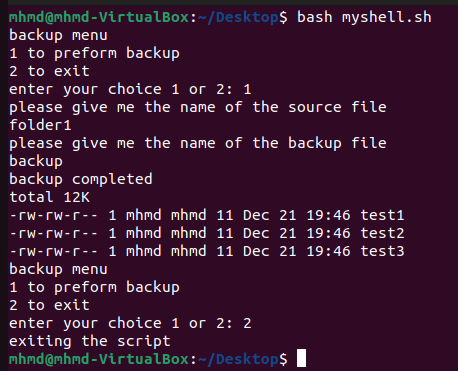 mhmd@mhmd-VirtualBox:~/Desktop$ bash myshell.sh
backup menu
1 to preform backup
2 to exit
enter your choice 1 or 2: 1
please give me the name of the source file
folder1
please give me the name of the backup file
backup
backup completed
total 12K
-rw-rw-r-- 1 mhmd mhmd 11 Dec 21 19:46 test1
-rw-rw-r-- 1 mhmd mhmd 11 Dec 21 19:46 test2
-rw-rw-r-- 1 mhmd mhmd 11 Dec 21 19:46 test3
backup menu
1 to preform backup
2 to exit
enter your choice 1 or 2: 2
exiting the script
mhmd@mhmd-VirtualBox:~/Desktop$